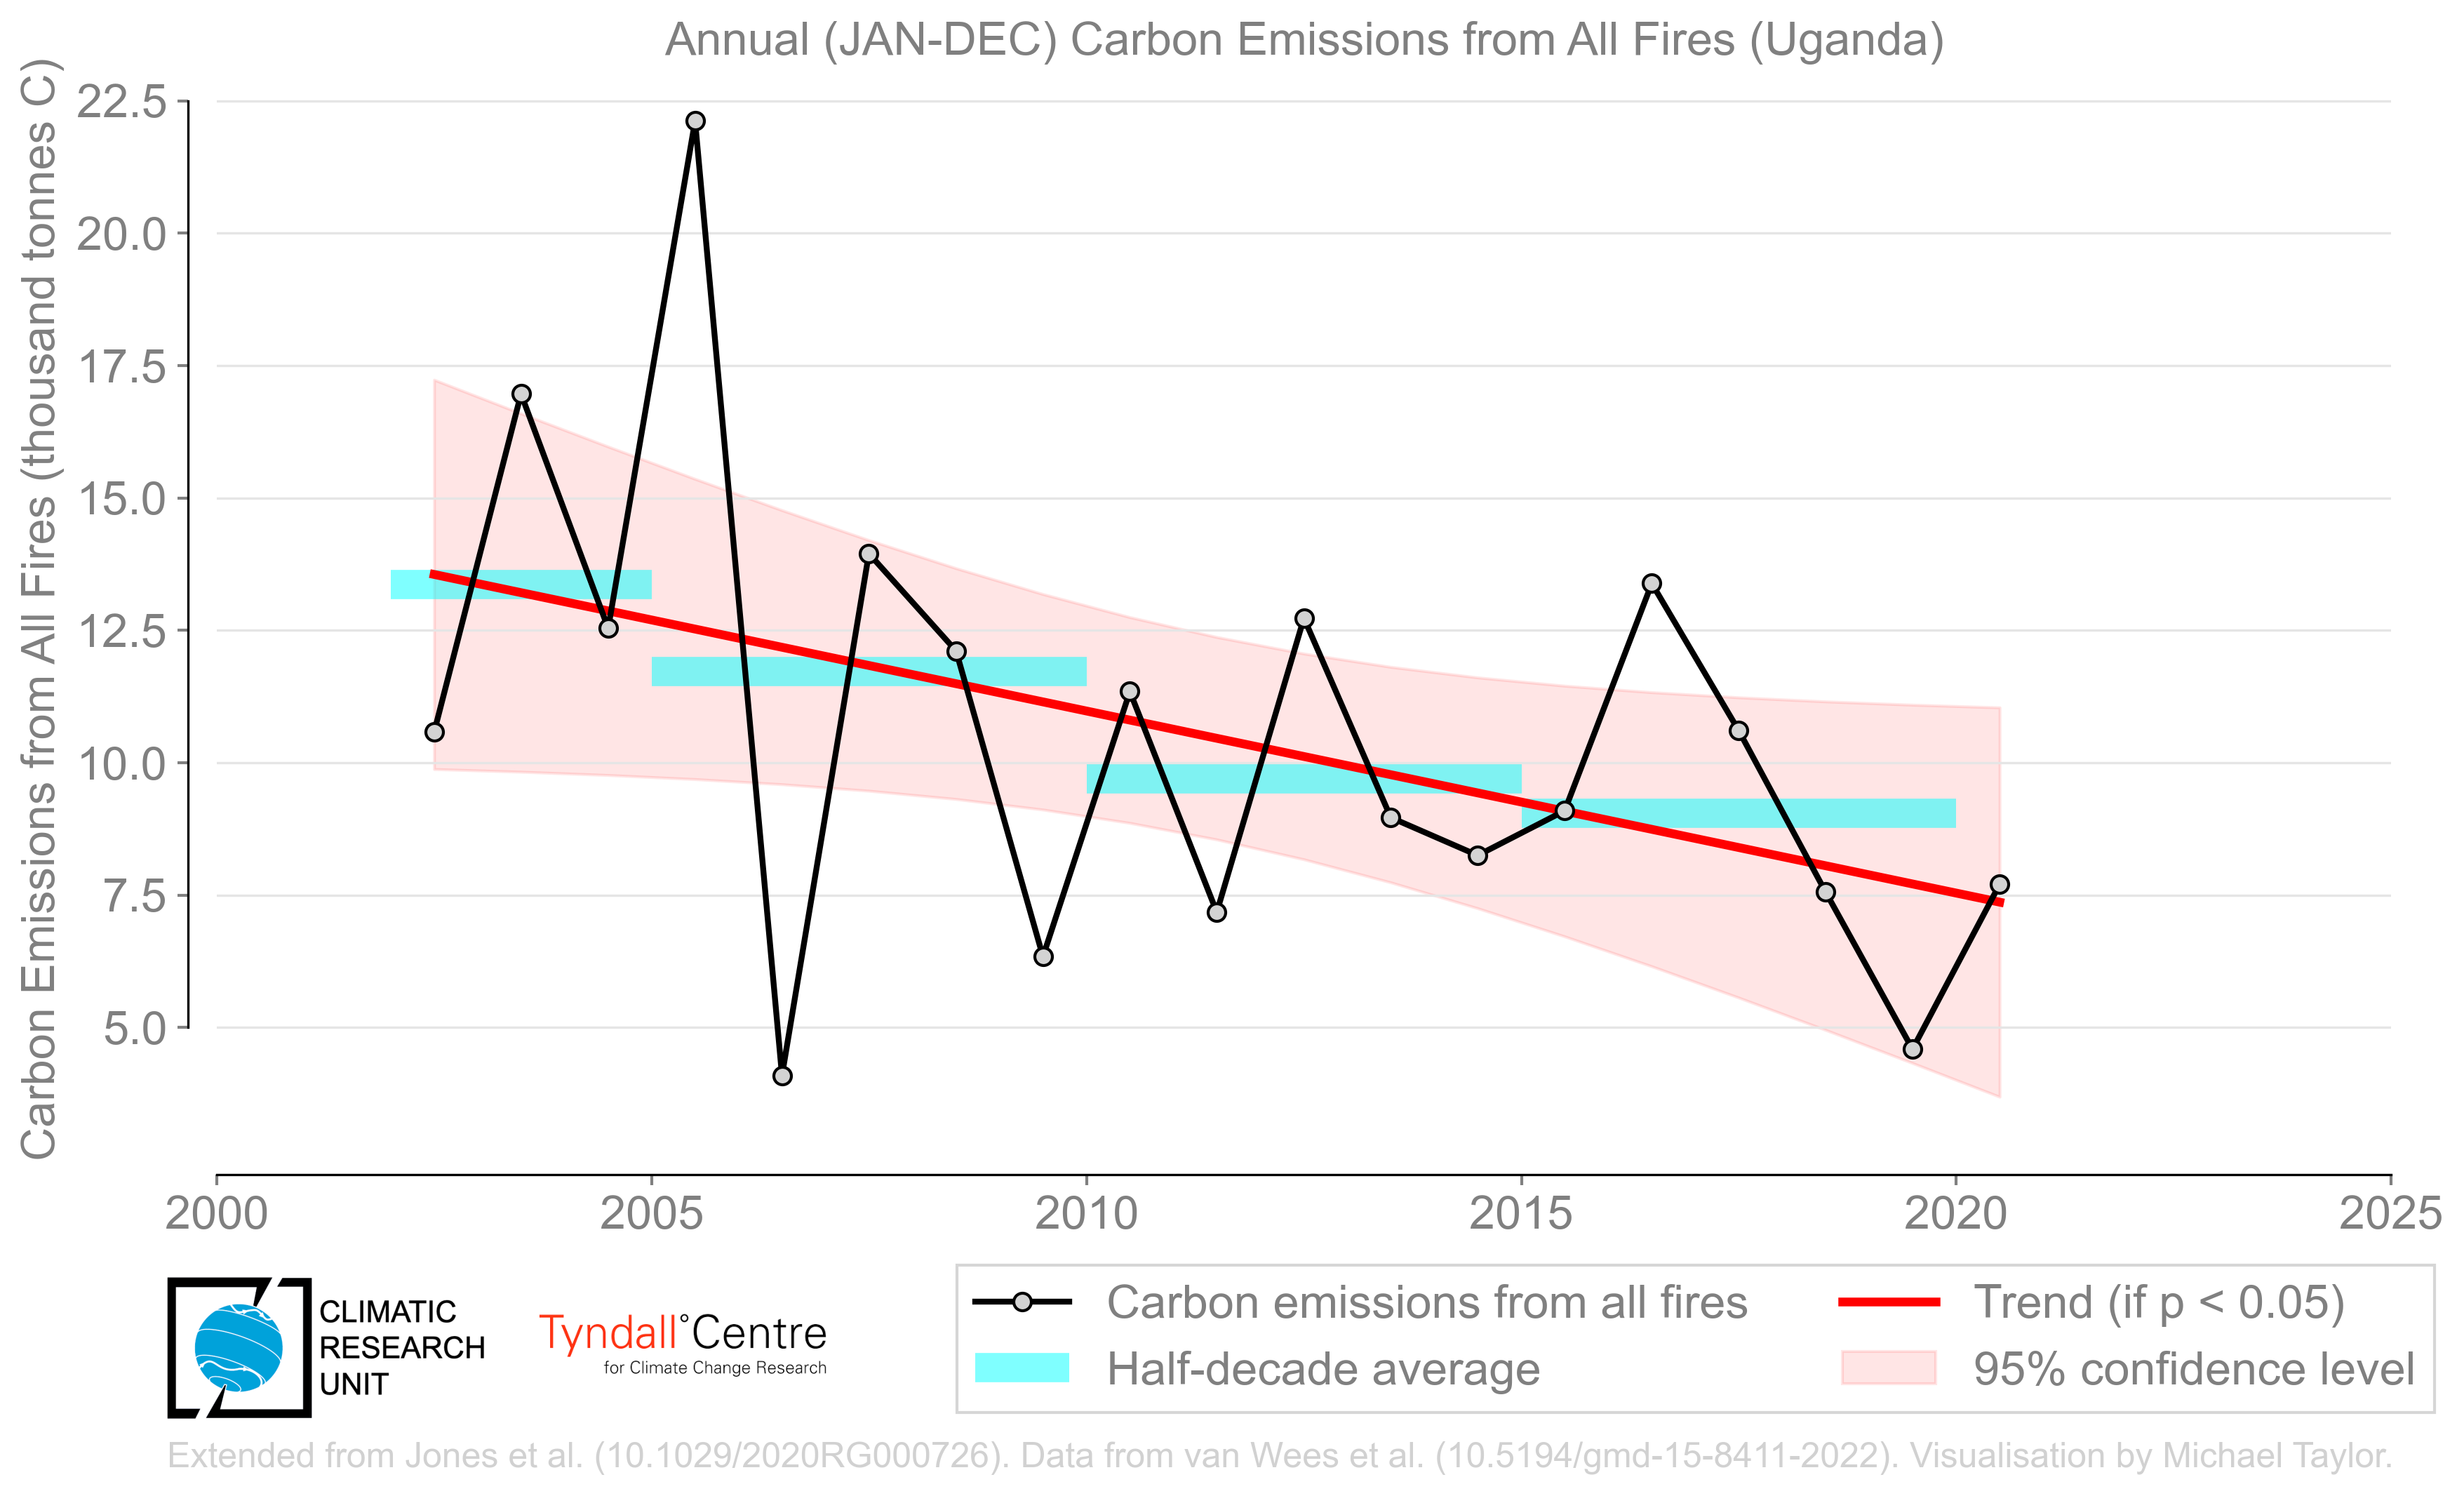 Annual (JAN-DEC) Carbon Emissions from All Fires (Uganda)
Carbon Emissions from All Fires (thousand tonnes C)
22.5
20.0
17.5
15.0
12.5
10.0
7.5
5.0
2000 2005 2010 2015 2020 2025
CLIMATIC
RESEARCH
UNIT
Tyndall°Centre
for Climate Change Research
Carbon emissions from all fires
Half-decade average
Trend (if p < 0.05)
95% confidence level
Extended from Jones et al. (10.1029/2020RG000726). Data from van Wees et al. (10.5194/gmd-15-8411-2022). Visualisation by Michael Taylor.